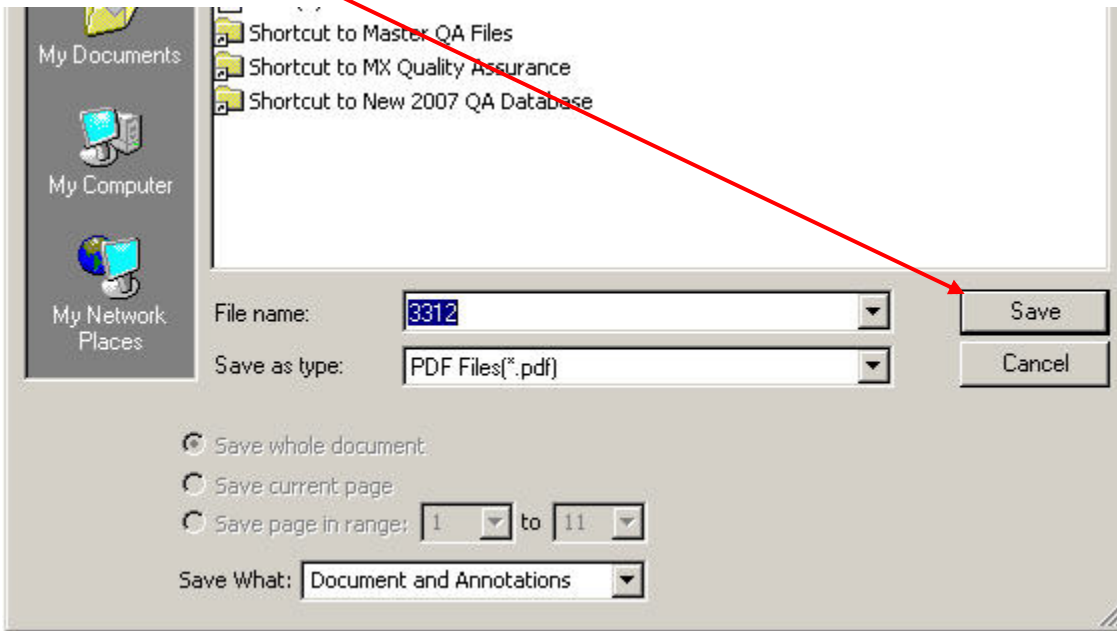 Shortcut to Master QA Files
My Documents
Shortcut to MX Quality Assurance
Shortcut to New 2007 QA Database
My Computer
My Network Places
File name: 3312 Save
Save as type: PDF Files(*.pdf) Cancel
Save whole document
Save current page
Save page in range: 1 to 11
Save What: Document and Annotations